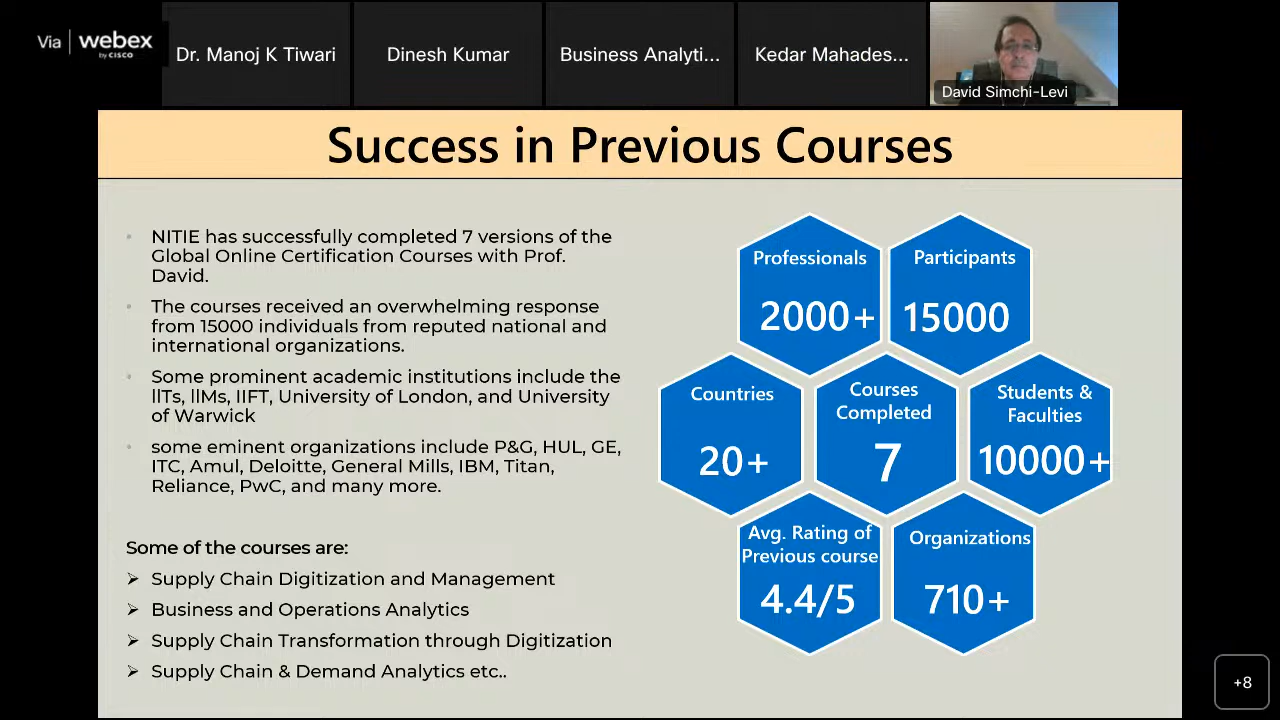 Via webex
by CISCO
Dr. Manoj K Tiwari
Dinesh Kumar
Business Analyti...
Kedar Mahades...
David Simchi-Levi
Success in Previous Courses
NITIE has successfully completed 7 versions of the
Global Online Certification Courses with Prof.
David.
The courses received an overwhelming response
from 15000 individuals from reputed national and
international organizations.
Some prominent academic institutions include the
IITs, IIMs, IIFT, University of London, and University
of Warwick
some eminent organizations include P&G, HUL, GE,
ITC, Amul, Deloitte, General Mills, IBM, Titan,
Reliance, PwC, and many more.
Some of the courses are:
Supply Chain Digitization and Management
Business and Operations Analytics
Supply Chain Transformation through Digitization
Supply Chain & Demand Analytics etc..
Professionals
2000+
Participants
15000
Countries
20+
Courses
Completed
7
Students &
Faculties
10000+
Avg. Rating of
Previous course
4.4/5
Organizations
710+
+8